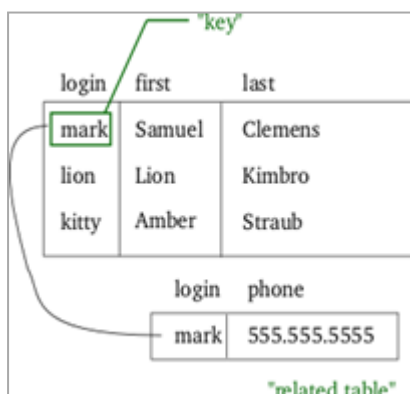 "key"
login first last
mark Samuel Clemens
lion Lion Kimbro
kitty Amber Straub
login phone
mark 555.555.5555
"related table"